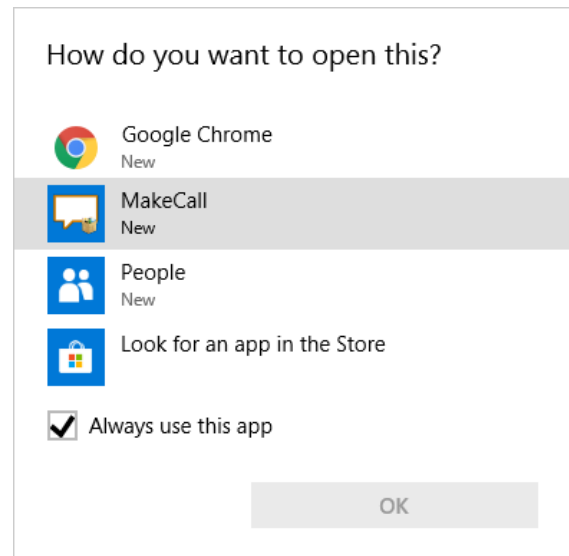 How do you want to open this?
Google Chrome
New
MakeCall
New
People
New
Look for an app in the Store
Always use this app
OK